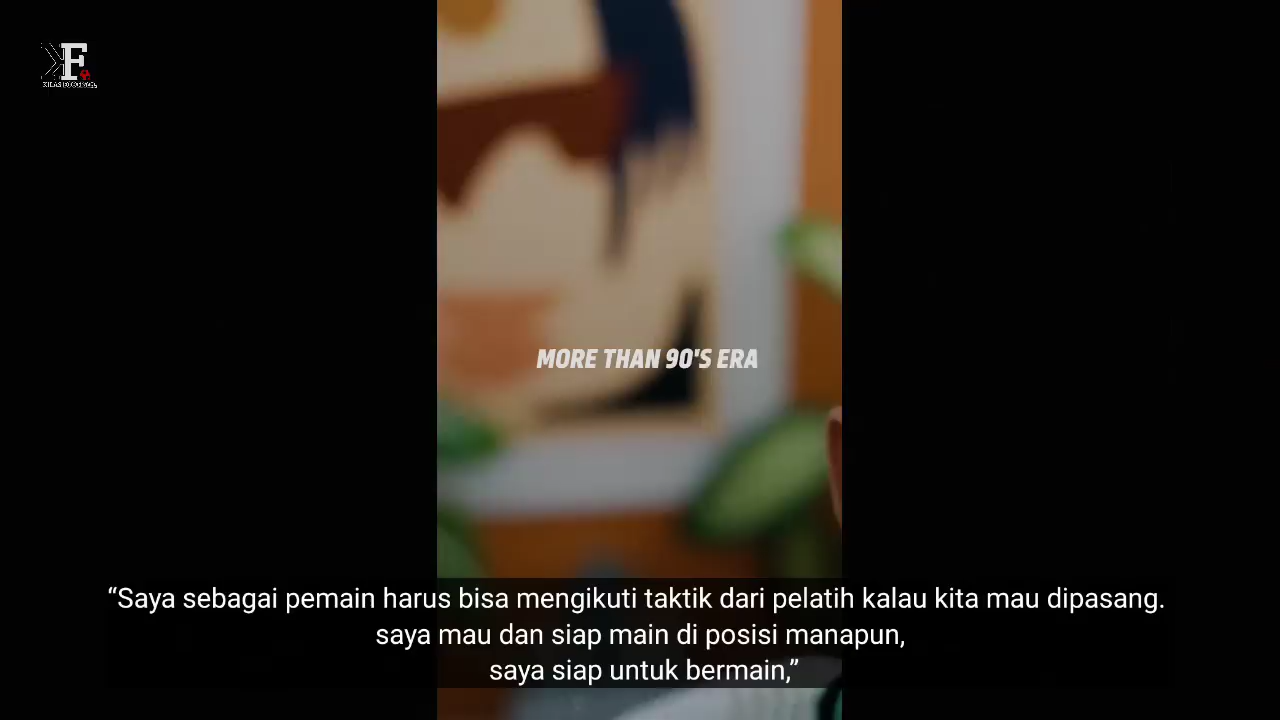 KF
MORE THAN 90'S ERA
“Saya sebagai pemain harus bisa mengikuti taktik dari pelatih kalau kita mau dipasang.
saya mau dan siap main di posisi manapun,
saya siap untuk bermain,”